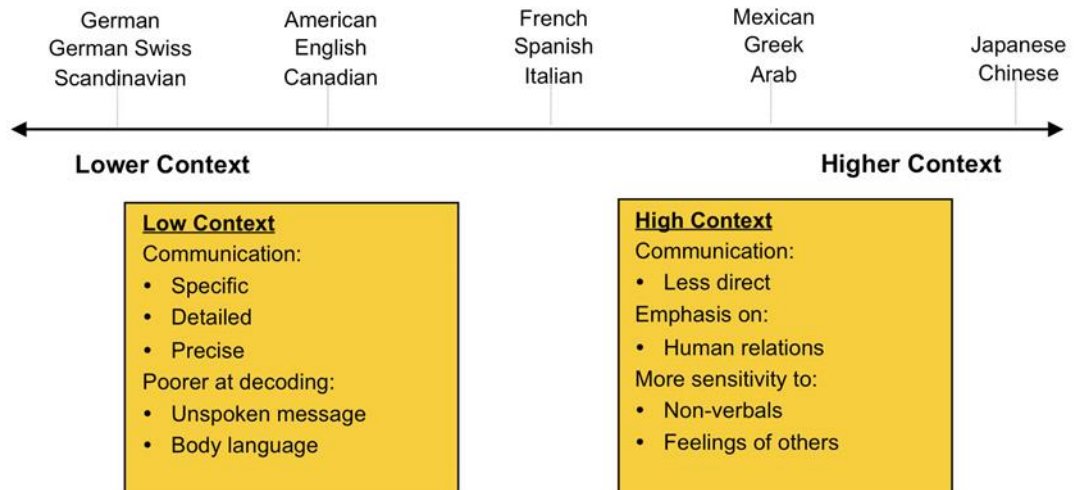 German
German Swiss
Scandinavian
American
English
Canadian
French
Spanish
Italian
Mexican
Greek
Arab
Japanese
Chinese
Lower Context
Higher Context
Low Context
Communication:
• Specific
• Detailed
• Precise
Poorer at decoding:
• Unspoken message
• Body language
High Context
Communication:
• Less direct
Emphasis on:
• Human relations
More sensitivity to:
• Non-verbals
• Feelings of others